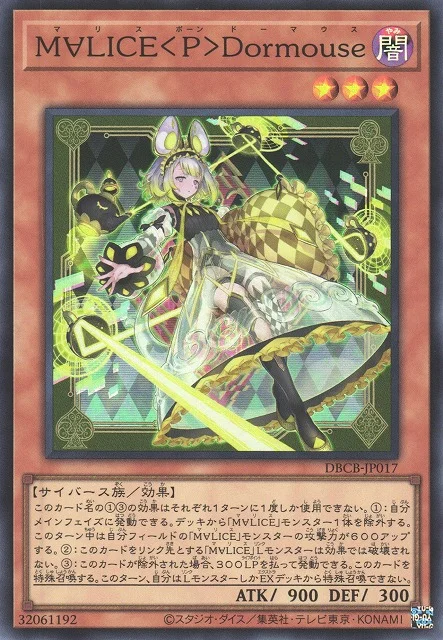 マリス ポーン ドーマウス
M∀LICE<P>Dormouse
やみ
闇
DBCB-JP017
【サイバース族／効果】
このカード名の①③の効果はそれぞれ１ターンに１度しか使用できない。①：自分
メインフェイズに発動できる。デッキから「M∀LICE」モンスター１体を除外する。
このターン中は自分フィールドの「M∀LICE」モンスターの攻撃力が６００アップ
する。②：このカードをリンク先とする「M∀LICE」Lモンスターは効果では破壊され
ない。③：このカードが除外された場合、３００LPを払って発動できる。このカードを
特殊召喚する。このターン、自分はLモンスターしかEXデッキから特殊召喚できない。
ATK/ 900 DEF/ 300
32061192
©スタジオ・ダイス／集英社・テレビ東京・KONAMI